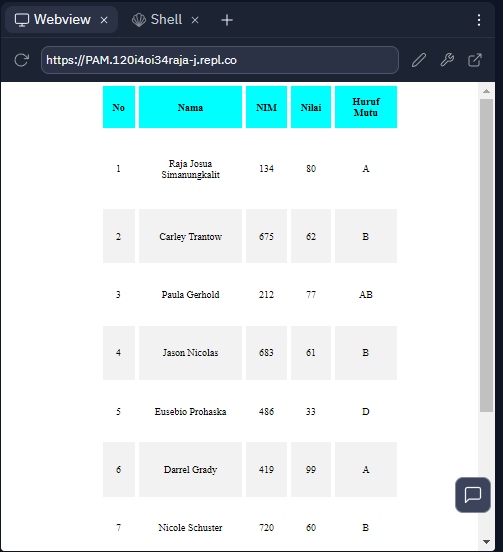 Webview Shell
https://PAM.120i4oi34raja-j.repl.co
No Nama NIM Nilai Huruf Mutu
1 Raja Josua Simanungkalit 134 80 A
2 Carley Trantow 675 62 B
3 Paula Gerhold 212 77 AB
4 Jason Nicolas 683 61 B
5 Eusebio Prohaska 486 33 D
6 Darrel Grady 419 99 A
7 Nicole Schuster 720 60 B